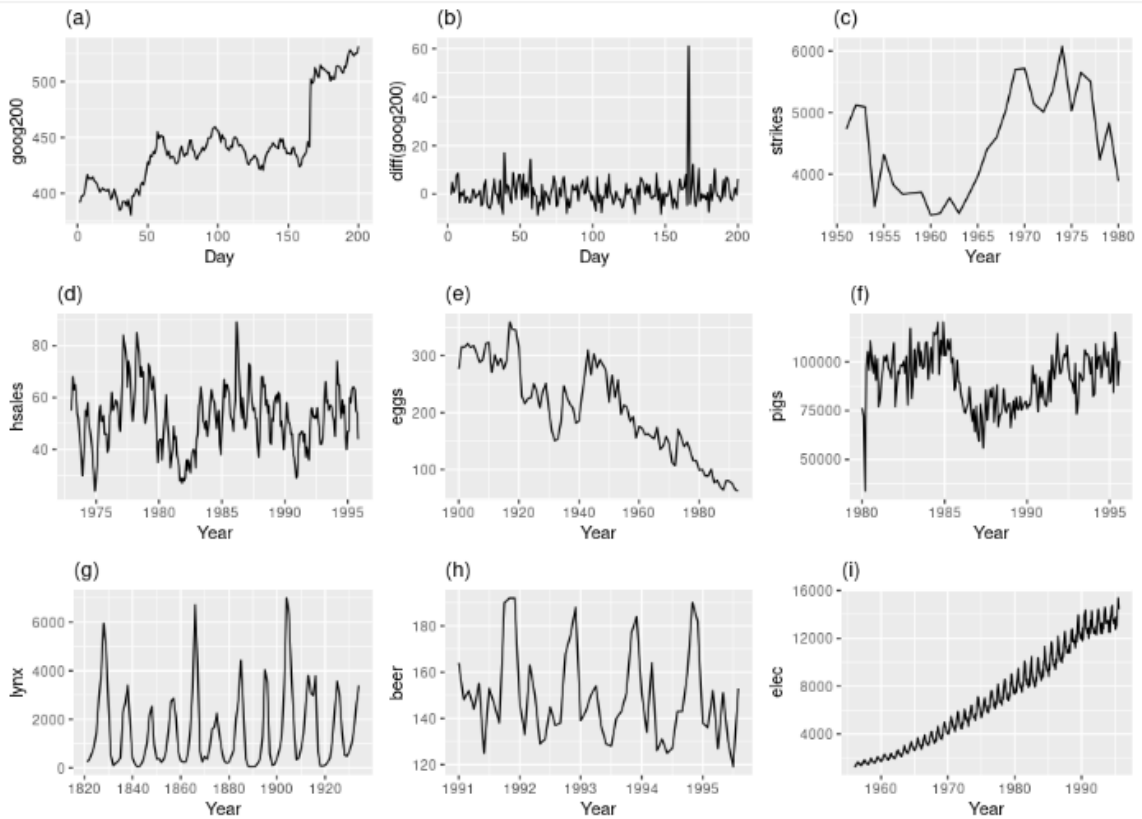 (a)
500
450
400
goog200
0 50 100 150 200
Day
(b)
60
40
20
0
diff(goog200)
0 50 100 150 200
Day
(c)
6000
5000
4000
strikes
1950 1955 1960 1965 1970 1975 1980
Year
(d)
80
60
40
hsales
1975 1980 1985 1990 1995
Year
(e)
300
200
100
eggs
1900 1920 1940 1960 1980
Year
(f)
100000
75000
50000
pigs
1980 1985 1990 1995
Year
(g)
6000
4000
2000
0
lynx
1820 1840 1860 1880 1900 1920
Year
(h)
180
160
140
120
beer
1991 1992 1993 1994 1995
Year
(i)
16000
12000
8000
4000
elec
1960 1970 1980 1990
Year